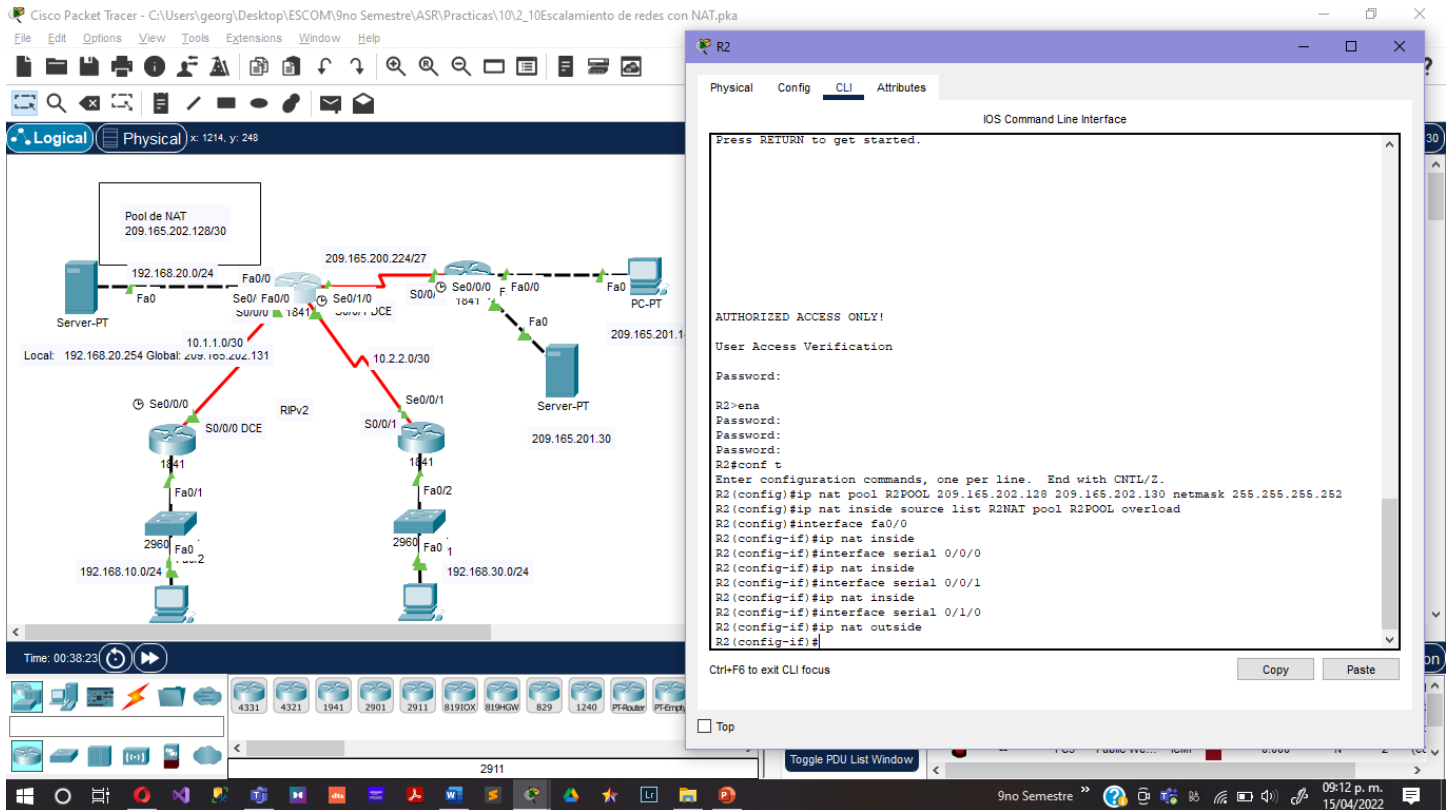 Cisco Packet Tracer - C:\Users\georg\Desktop\ESCOM\9no Semestre\ASR\Practicas\10\2_10Escalamiento de redes con NAT.pka
File Edit Options View Tools Extensions Window Help
Logical Physical x: 1214, y: 248
Pool de NAT
209.165.202.128/30
192.168.20.0/24
Fa0/0
209.165.200.224/27
Fa0
Se0/ Fa0/0
Se0/1/0
S0/0/
Se0/0/0
Fa0/0
Fa0
S0/0/0
1841
DCE
1841
PC-PT
Server-PT
Fa0
10.1.1.0/30
209.165.201.1
Local: 192.168.20.254 Global: 209.165.202.131
10.2.2.0/30
Se0/0/0
RIPv2
Se0/0/1
Server-PT
S0/0/0 DCE
S0/0/1
209.165.201.30
1841
1841
Fa0/1
Fa0/2
2960
Fa0
2960
Fa0
192.168.10.0/24
192.168.30.0/24
Time: 00:38:23
4331 4321 1941 2901 2911 819IOX 819HGW 829 1240 PT-Router
2911
R2
Physical Config CLI Attributes
IOS Command Line Interface
Press RETURN to get started.
AUTHORIZED ACCESS ONLY!
User Access Verification
Password:
R2>ena
Password:
Password:
Password:
R2#conf t
Enter configuration commands, one per line. End with CNTL/Z.
R2(config)#ip nat pool R2POOL 209.165.202.128 209.165.202.130 netmask 255.255.255.252
R2(config)#ip nat inside source list R2NAT pool R2POOL overload
R2(config)#interface fa0/0
R2(config-if)#ip nat inside
R2(config-if)#interface serial 0/0/0
R2(config-if)#ip nat inside
R2(config-if)#interface serial 0/0/1
R2(config-if)#ip nat inside
R2(config-if)#interface serial 0/1/0
R2(config-if)#ip nat outside
R2(config-if)#
Ctrl+F6 to exit CLI focus
Copy Paste
Top
Toggle PDU List Window
9no Semestre
09:12 p. m.
15/04/2022